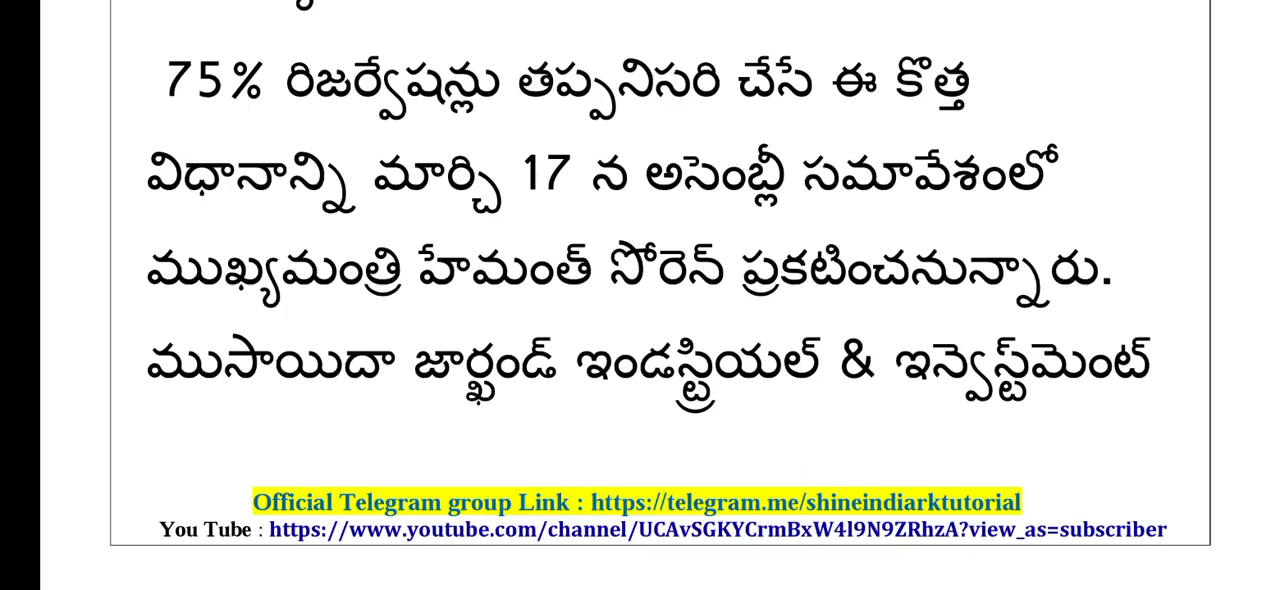 75% రిజర్వేషన్లు తప్పనిసరి చేసే ఈ కొత్త
విధానాన్ని మార్చి 17 న అసెంబ్లీ సమావేశంలో
ముఖ్యమంత్రి హేమంత్ సోరెన్ ప్రకటించనున్నారు.
ముసాయిదా జార్ఖండ్ ఇండస్ట్రియల్ & ఇన్వెస్ట్‌మెంట్
Official Telegram group Link : https://telegram.me/shineindiarktutorial
You Tube : https://www.youtube.com/channel/UCAvSGKYCrmBxW4l9N9ZRhzA?view_as=subscriber